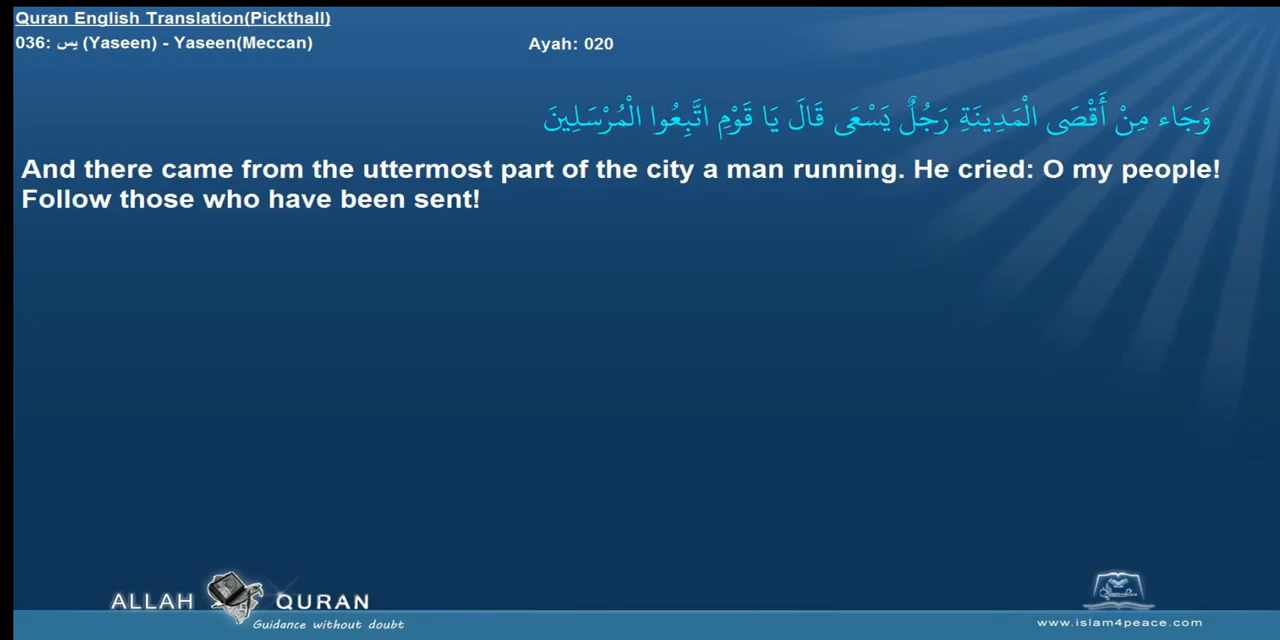 Quran English Translation(Pickthall)
036: يس (Yaseen) - Yaseen(Meccan)
Ayah: 020
وَجَاء مِنْ أَقْصَى الْمَدِينَةِ رَجُلٌ يَسْعَى قَالَ يَا قَوْمِ اتَّبِعُوا الْمُرْسَلِينَ
And there came from the uttermost part of the city a man running. He cried: O my people!
Follow those who have been sent!
ALLAH QURAN
Guidance without doubt
www.islam4peace.com